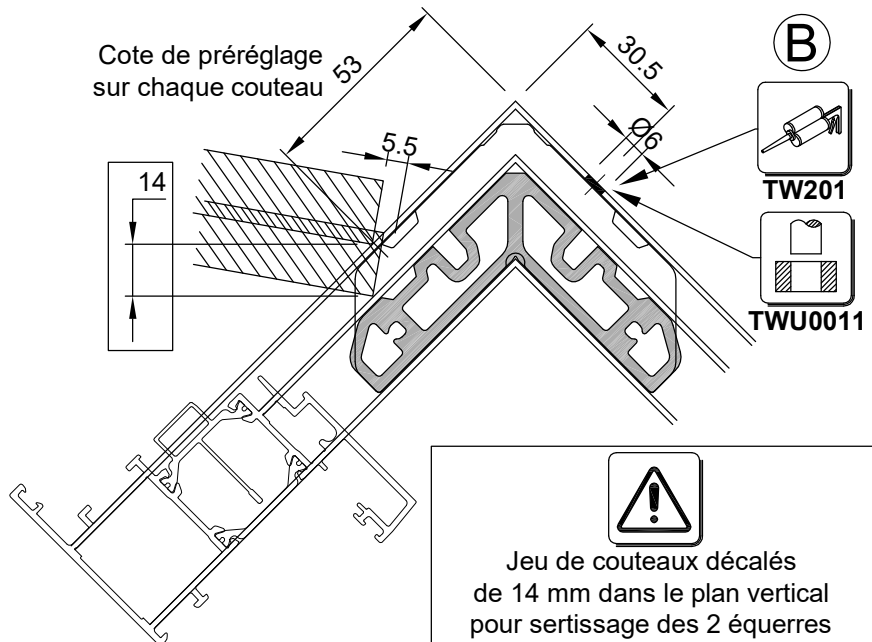 Cote de préréglage
sur chaque couteau
53
30.5
B
Ø6
5.5
14
TW201
TWU0011
Jeu de couteaux décalés
de 14 mm dans le plan vertical
pour sertissage des 2 équerres